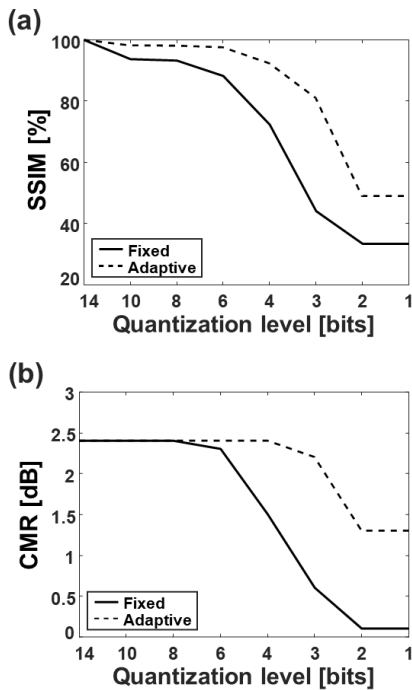 (a)
100
80
60
40
20
SSIM [%]
Fixed
Adaptive
14 10 8 6 4 3 2 1
Quantization level [bits]
(b)
3
2.5
2
1.5
1
0.5
0
CMR [dB]
Fixed
Adaptive
14 10 8 6 4 3 2 1
Quantization level [bits]